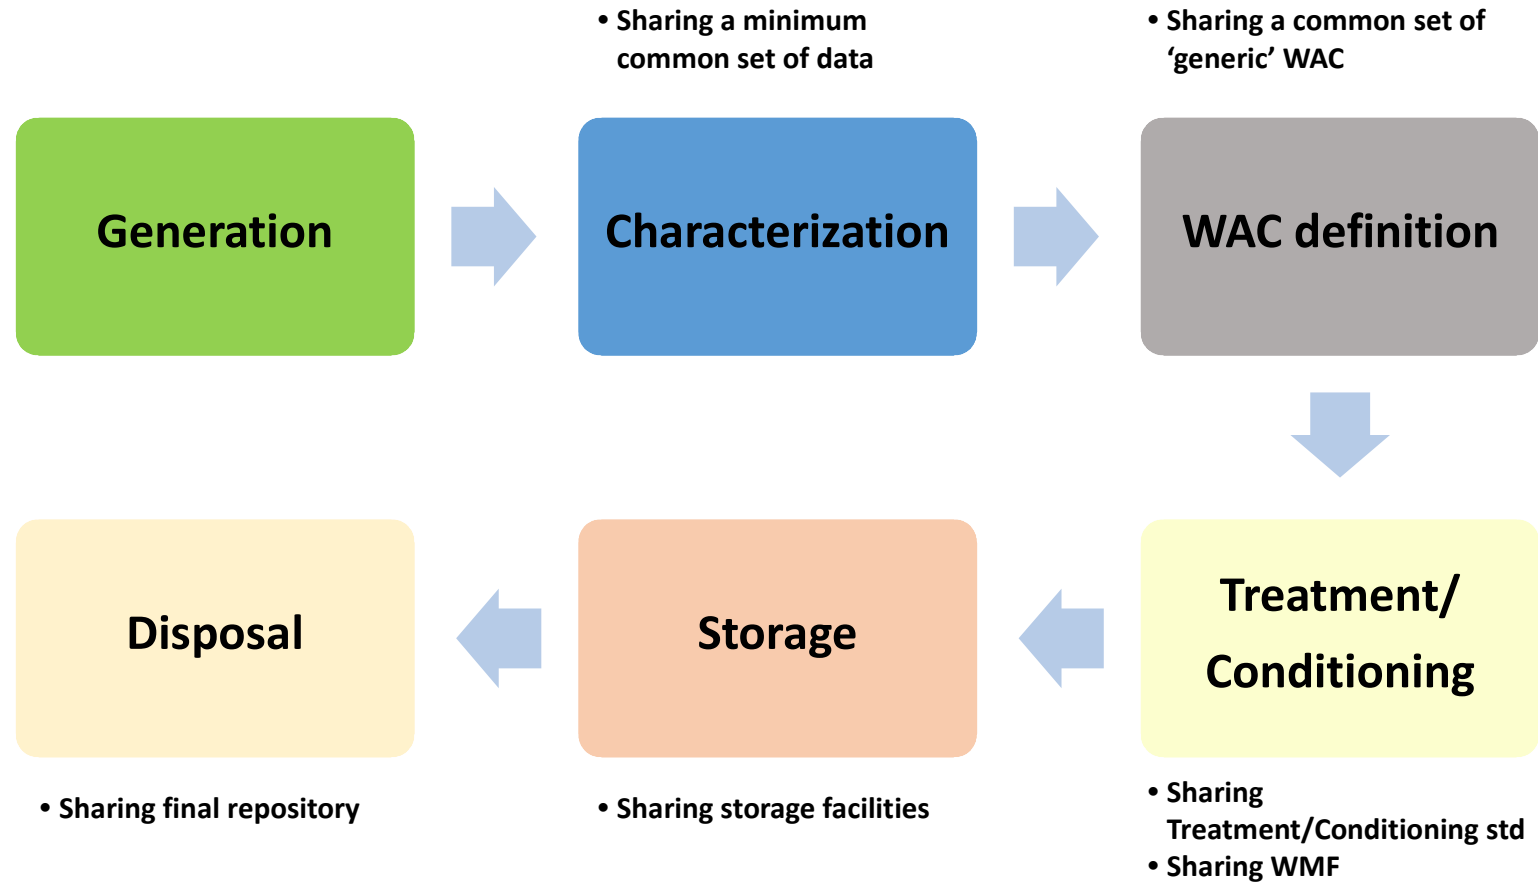 • Sharing a minimum
common set of data
• Sharing a common set of
‘generic’ WAC
Generation
Characterization
WAC definition
Treatment/
Conditioning
Storage
Disposal
• Sharing
Treatment/Conditioning std
• Sharing WMF
• Sharing storage facilities
• Sharing final repository